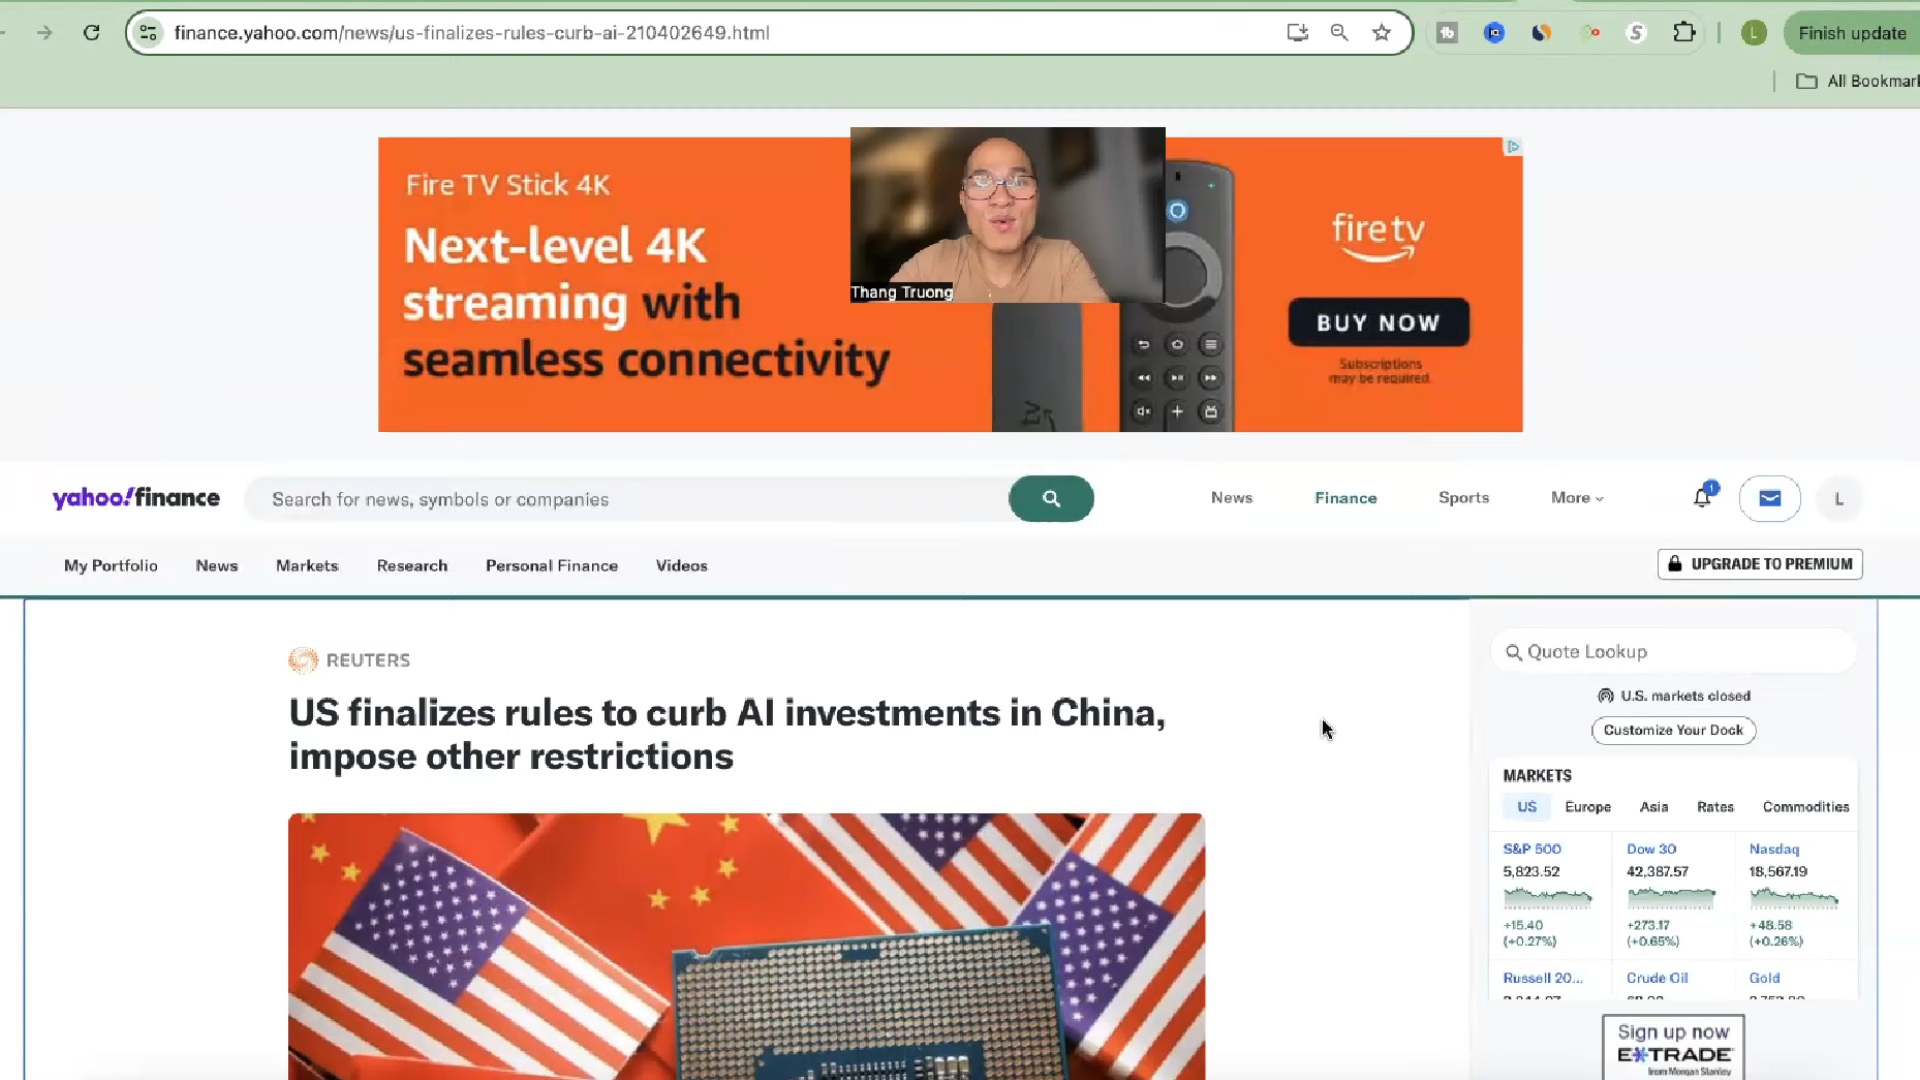 finance.yahoo.com/news/us-finalizes-rules-curb-ai-210402649.html
L
Finish update
All Bookmark
Fire TV Stick 4K
Next-level 4K
streaming with
seamless connectivity
Thang Truong
fire tv
BUY NOW
Subscriptions
may be required.
yahoo!finance
Search for news, symbols or companies
News
Finance
Sports
More
1
L
My Portfolio
News
Markets
Research
Personal Finance
Videos
UPGRADE TO PREMIUM
REUTERS
US finalizes rules to curb AI investments in China,
impose other restrictions
Quote Lookup
U.S. markets closed
Customize Your Dock
MARKETS
US Europe Asia Rates Commodities
S&P 500
5,823.52
+15.40
(+0.27%)
Dow 30
42,387.57
+273.17
(+0.65%)
Nasdaq
18,567.19
+48.58
(+0.26%)
Russell 20...
Crude Oil
Gold
Sign up now
E*TRADE
from Morgan Stanley